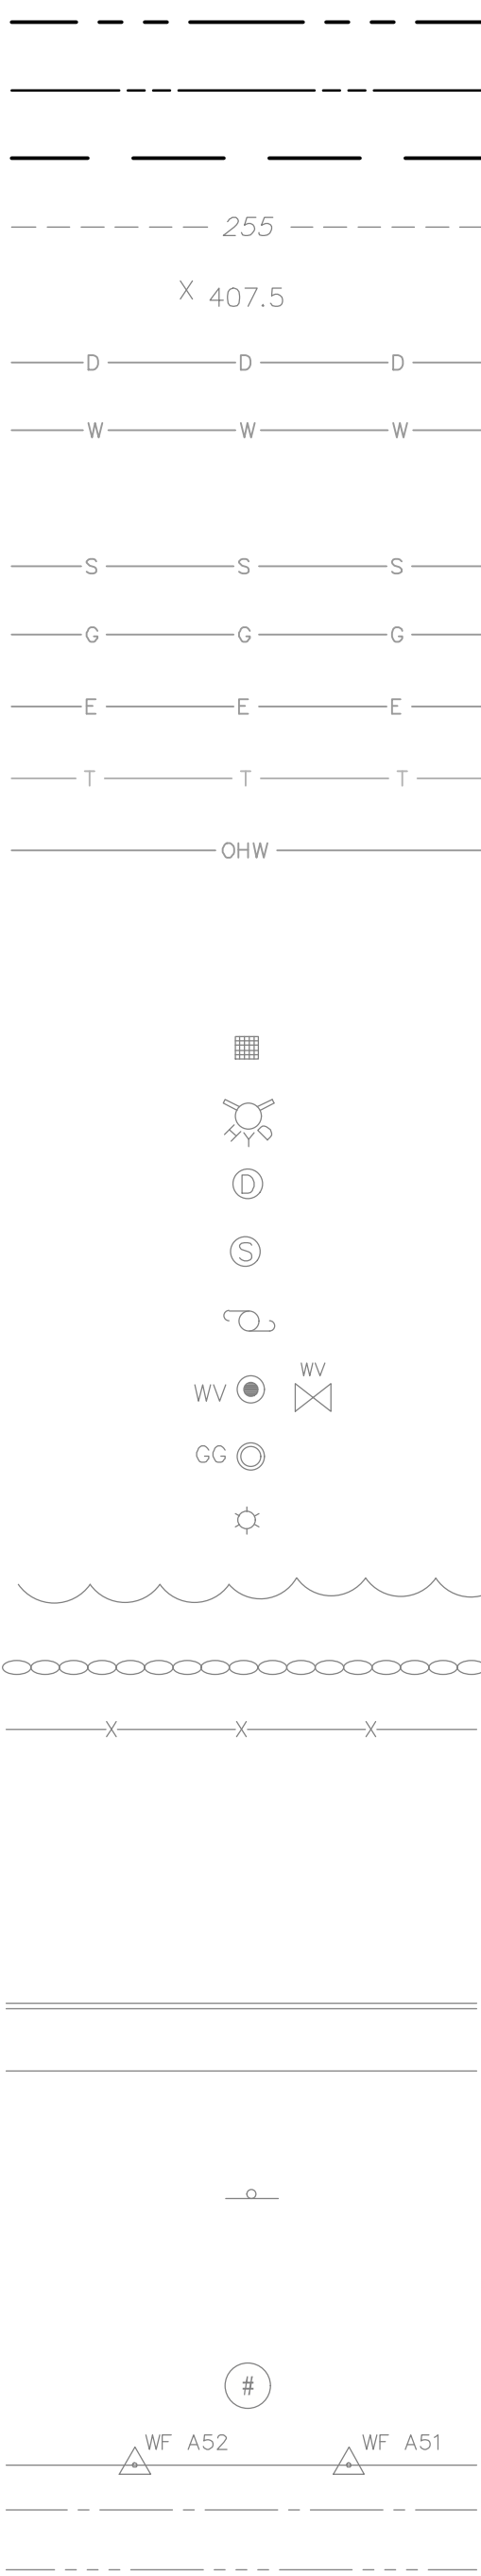 255
X 407.5
D D D
W W W
S S S
G G G
E E E
T T T
OHW
HYD
D
S
WV WV
GG
X X X
#
WF A52 WF A51